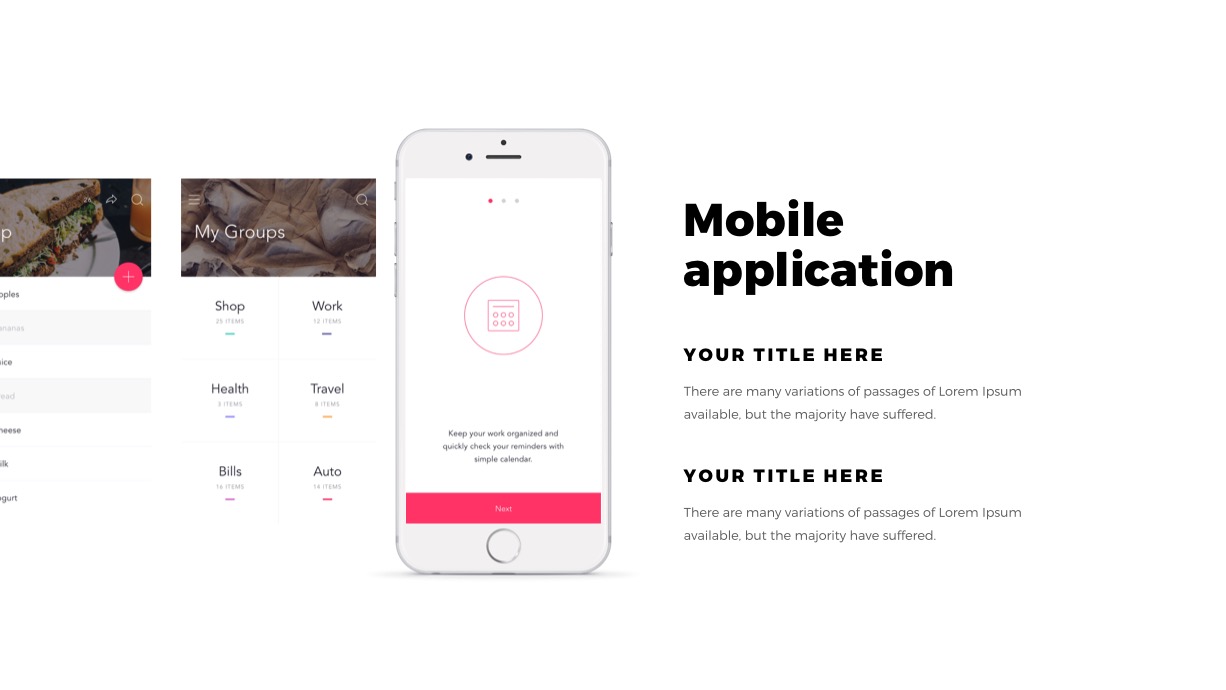 p
My Groups
pples
ananas
uice
read
heese
ilk
ogurt
Shop
25 ITEMS
Work
12 ITEMS
Health
3 ITEMS
Travel
8 ITEMS
Bills
16 ITEMS
Auto
14 ITEMS
Keep your work organized and
quickly check your reminders with
simple calendar.
Next
Mobile
application
YOUR TITLE HERE
There are many variations of passages of Lorem Ipsum
available, but the majority have suffered.
YOUR TITLE HERE
There are many variations of passages of Lorem Ipsum
available, but the majority have suffered.